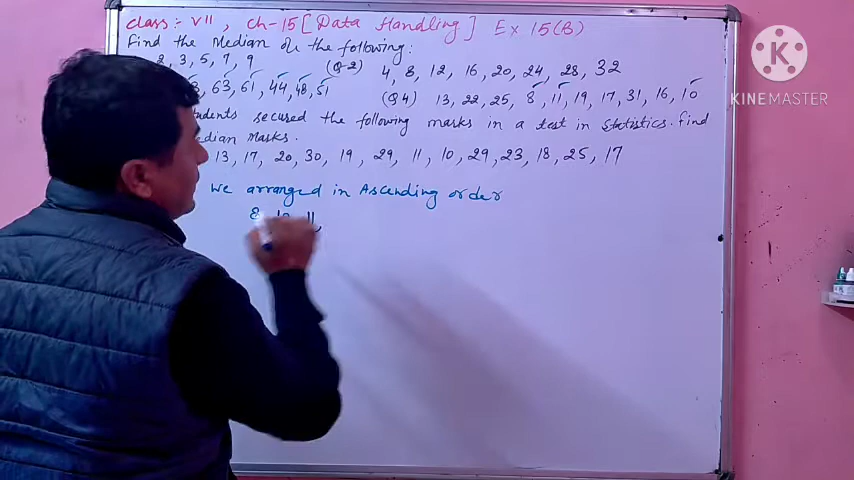 class :- VII , Ch-15 [ Data Handling ] Ex 15(B)
Find the Median of the following:
2, 3, 5, 7, 9 (Q-2) 4, 8, 12, 16, 20, 24, 28, 32
63, 61, 44, 48, 51 (Q4) 13, 22, 25, 8, 11, 19, 17, 31, 16, 10
secured the following marks in a test in Statistics. Find
Marks.
13, 17, 20, 30, 19, 29, 11, 10, 29, 23, 18, 25, 17
We arranged in Ascending order
8 10 11,
K
KINEMASTER